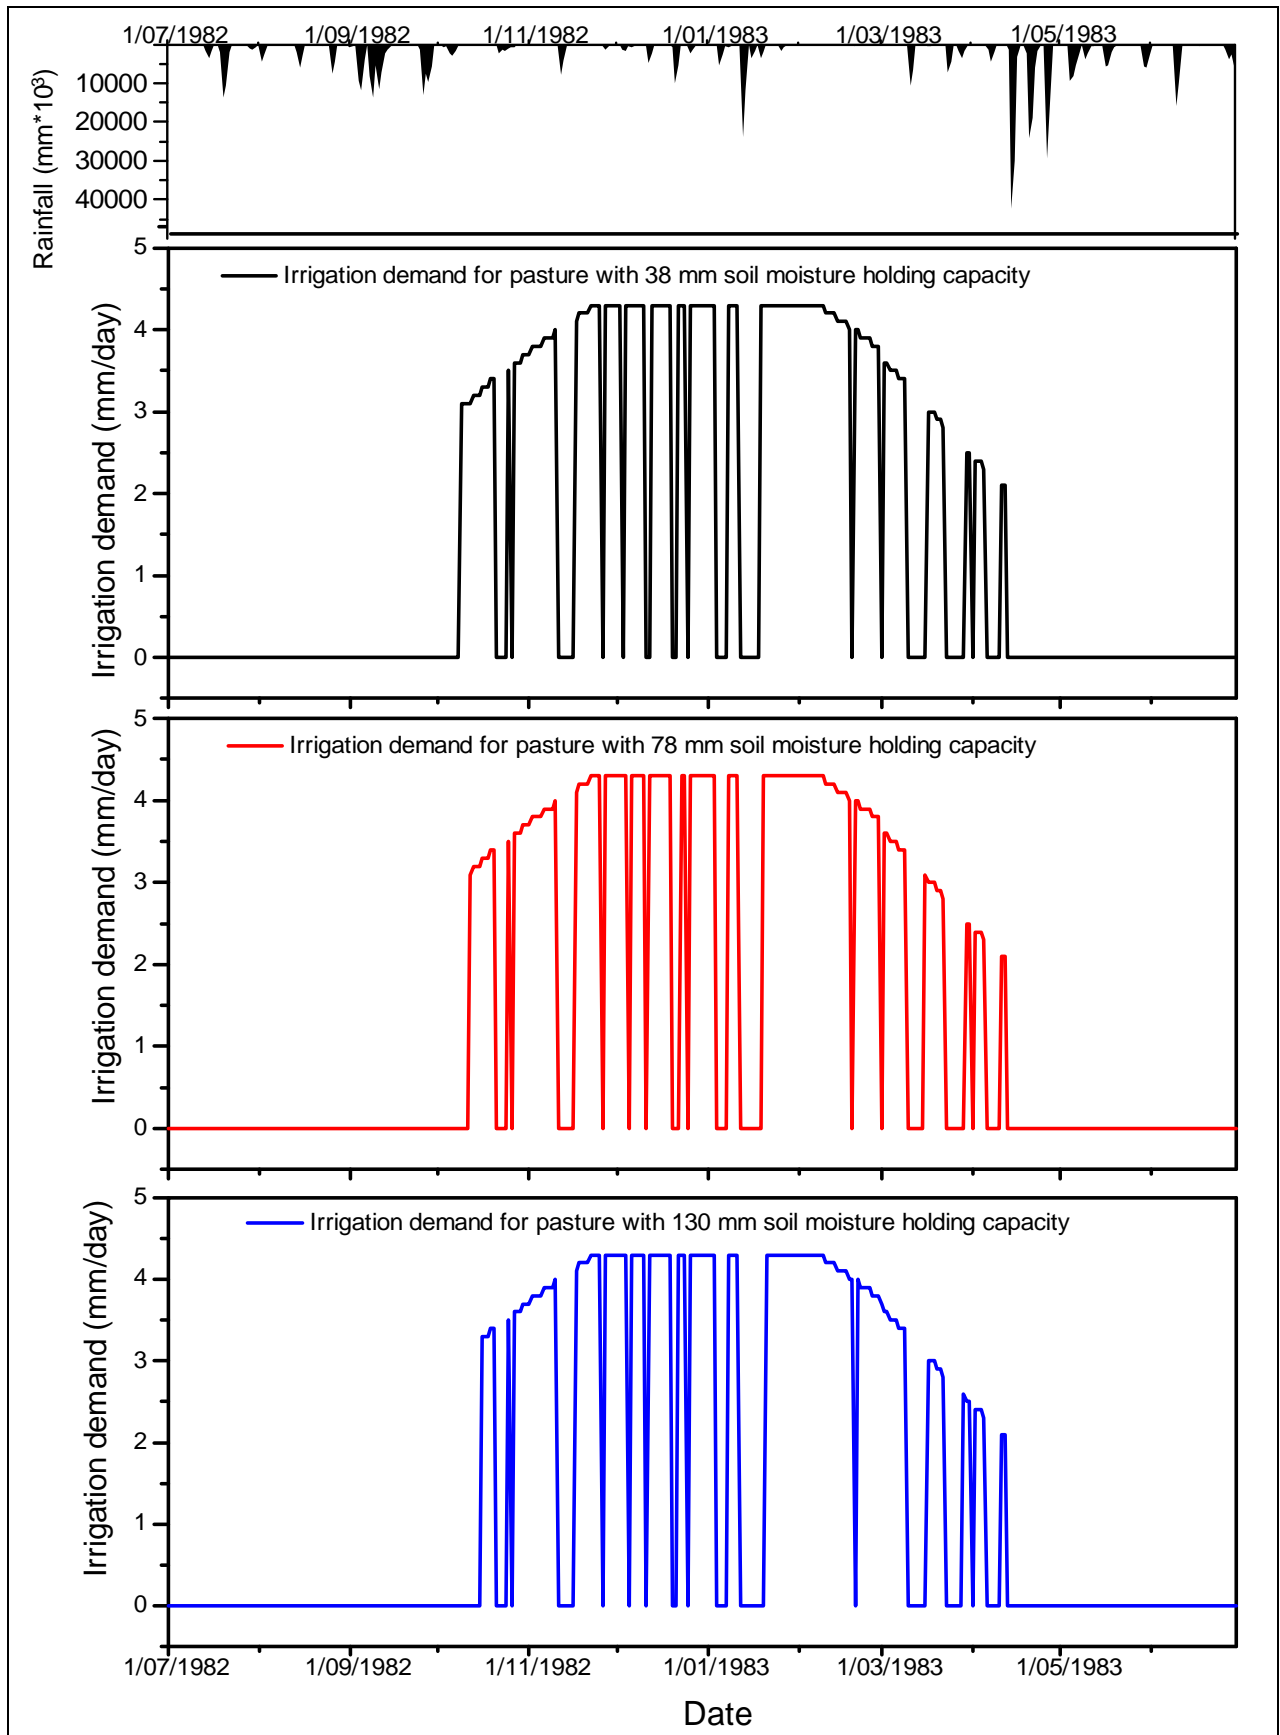 1/07/1982 1/09/1982 1/11/1982 1/01/1983 1/03/1983 1/05/1983
Rainfall (mm*10³)
10000
20000
30000
40000
Irrigation demand (mm/day)
Irrigation demand for pasture with 38 mm soil moisture holding capacity
5
4
3
2
1
0
Irrigation demand (mm/day)
Irrigation demand for pasture with 78 mm soil moisture holding capacity
5
4
3
2
1
0
Irrigation demand (mm/day)
Irrigation demand for pasture with 130 mm soil moisture holding capacity
5
4
3
2
1
0
1/07/1982 1/09/1982 1/11/1982 1/01/1983 1/03/1983 1/05/1983
Date